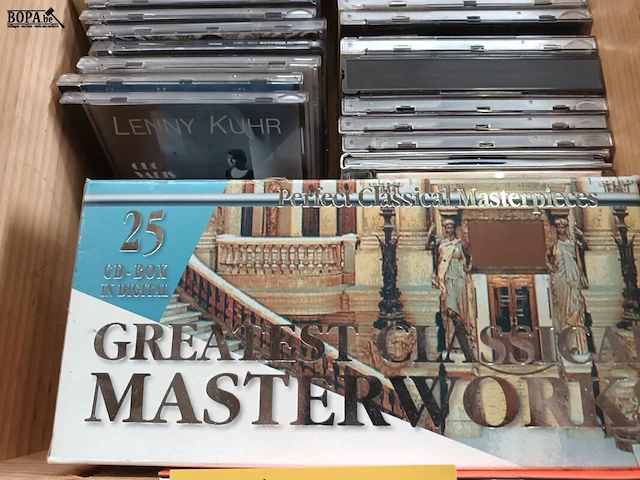 BOPA.be
LENNY KUHR
Perfect Classical Masterpieces
25
CD-BOX
IN DIGITAL
GREATEST CLASSICA
MASTERWORK